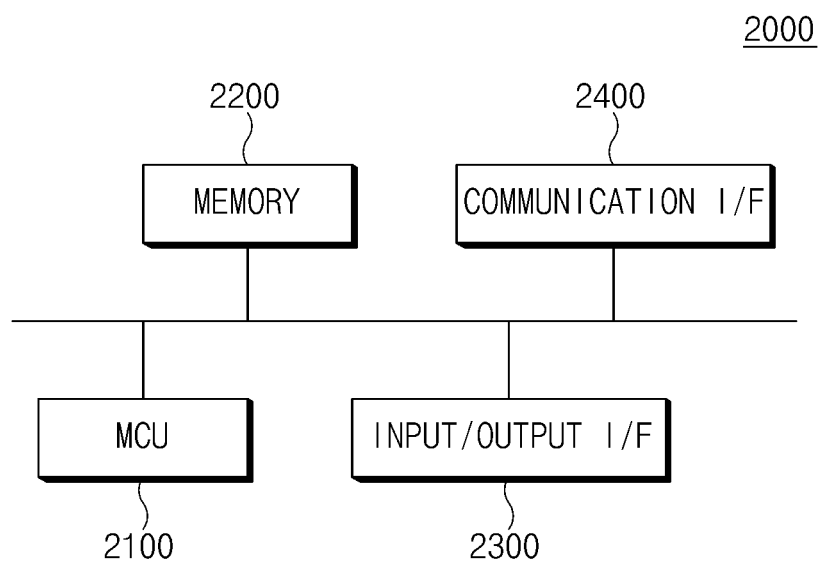 2000
2200
2400
MEMORY
COMMUNICATION I/F
MCU
INPUT/OUTPUT I/F
2100
2300